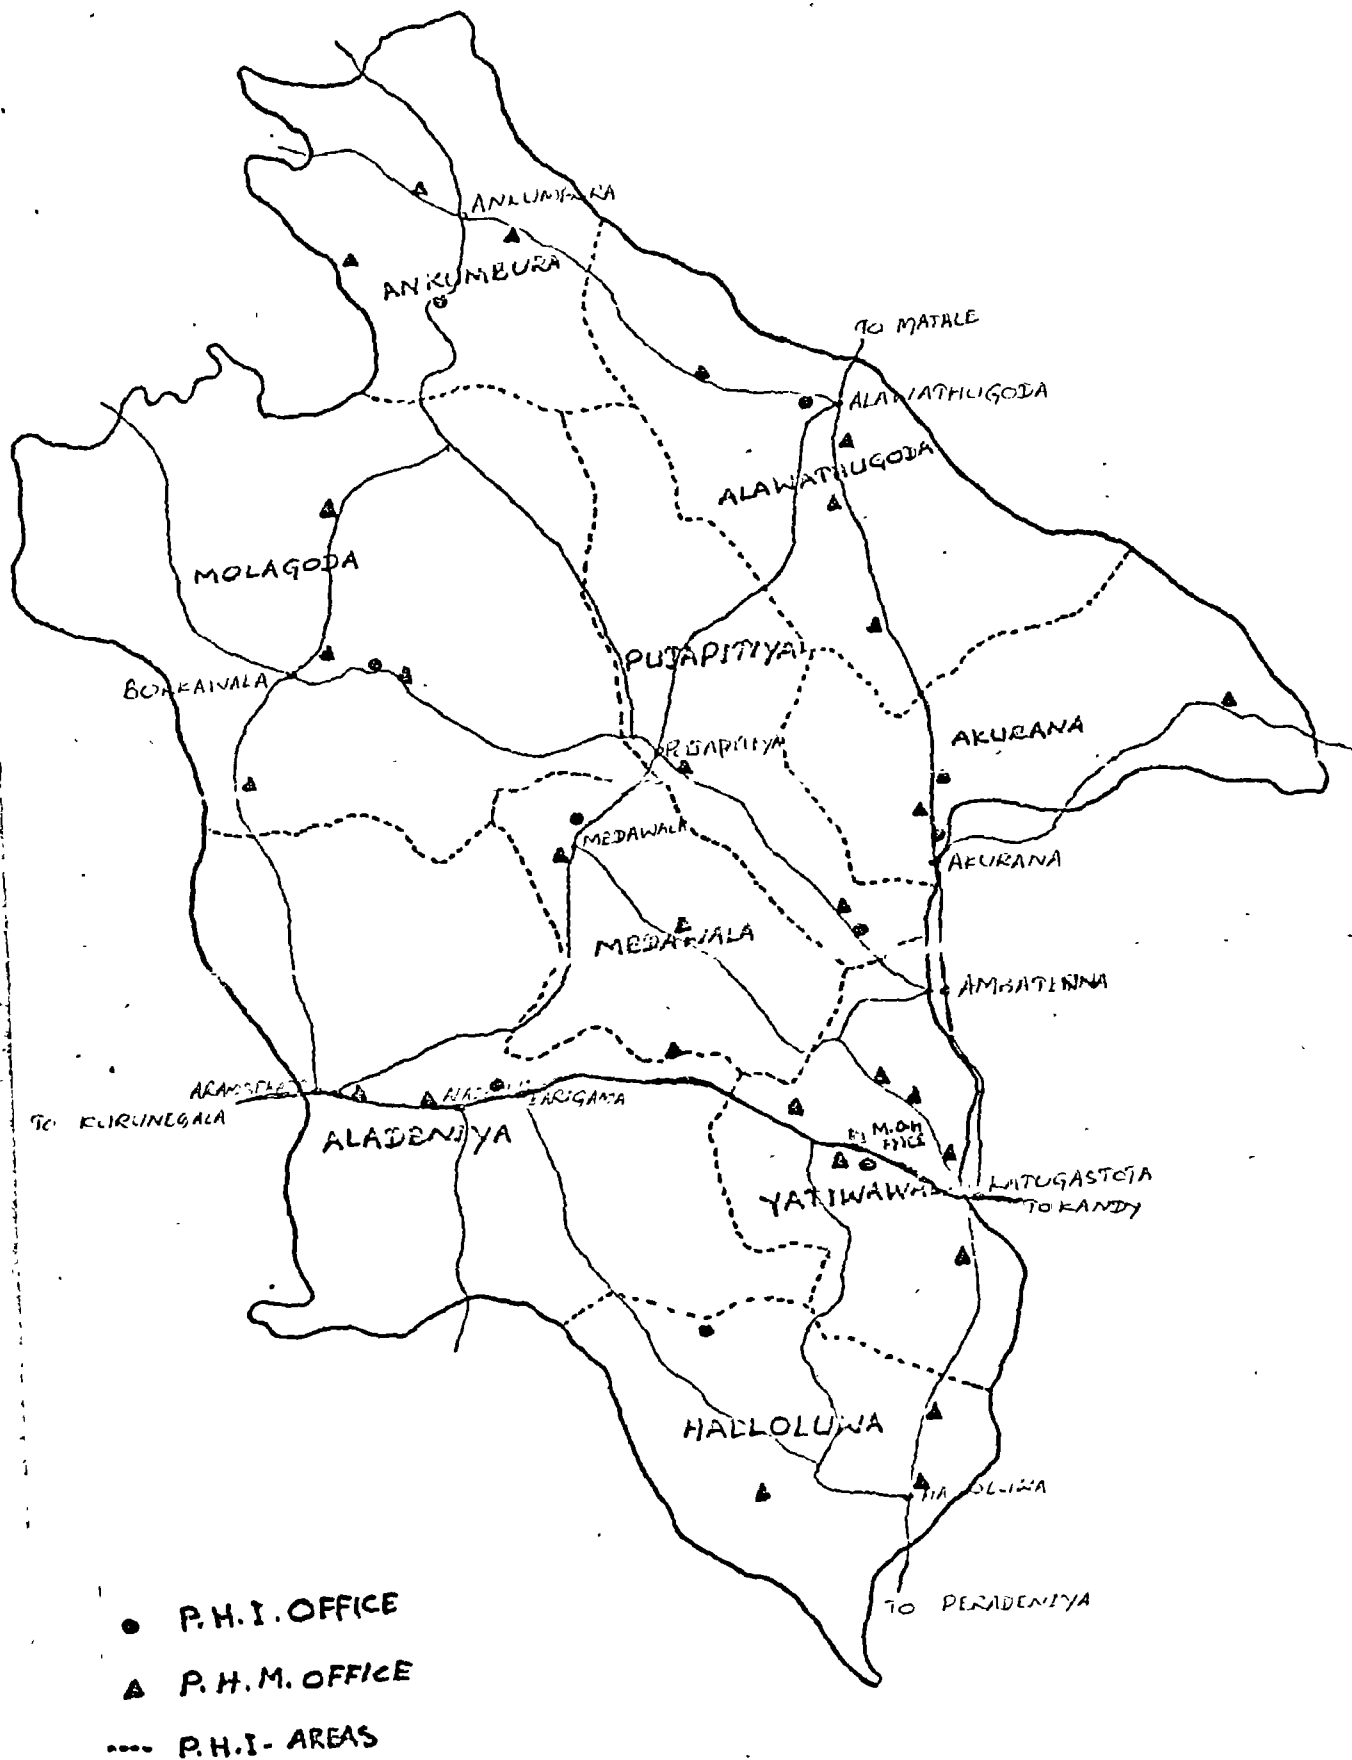 ANKUMBURA
TO MATALE
ALAWATHUGODA
ALAWATHUGODA
MOLAGODA
PUJAPITIYA
AKURANA
PUJAPITIYA
MEDAWALA
AKURANA
MEDAWALA
AMBATENNA
TO KURUNEGALA
ALADENIYA
M.O.H
YATIWAWALA
TO KANDY
HALLOLUWA
TO PERADENIYA
P.H.I. OFFICE
P.H.M. OFFICE
P.H.I- AREAS